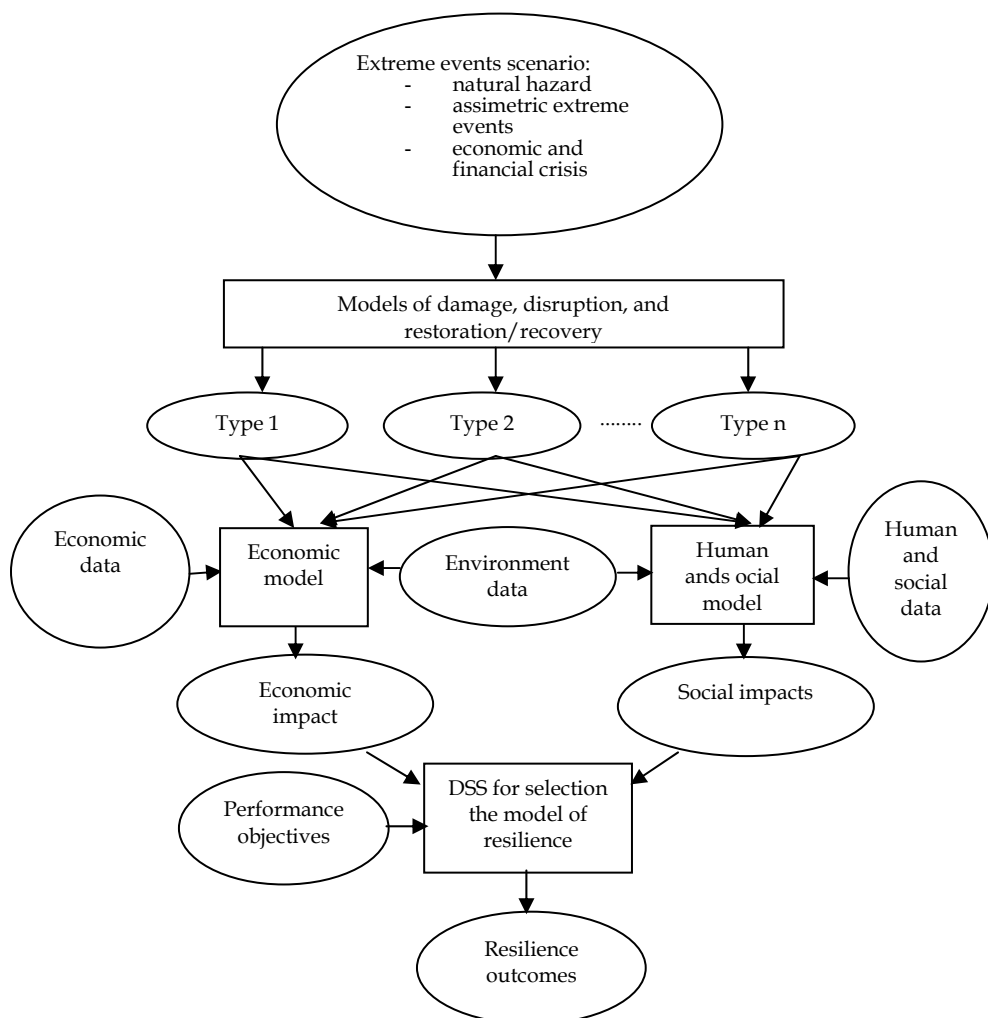 Extreme events scenario:
- natural hazard
- assimetric extreme
events
- economic and
financial crisis
Models of damage, disruption, and
restoration/recovery
Type 1
Type 2
........
Type n
Economic
data
Economic
model
Environment
data
Human
ands ocial
model
Human
and
social
data
Economic
impact
Social impacts
Performance
objectives
DSS for selection
the model of
resilience
Resilience
outcomes